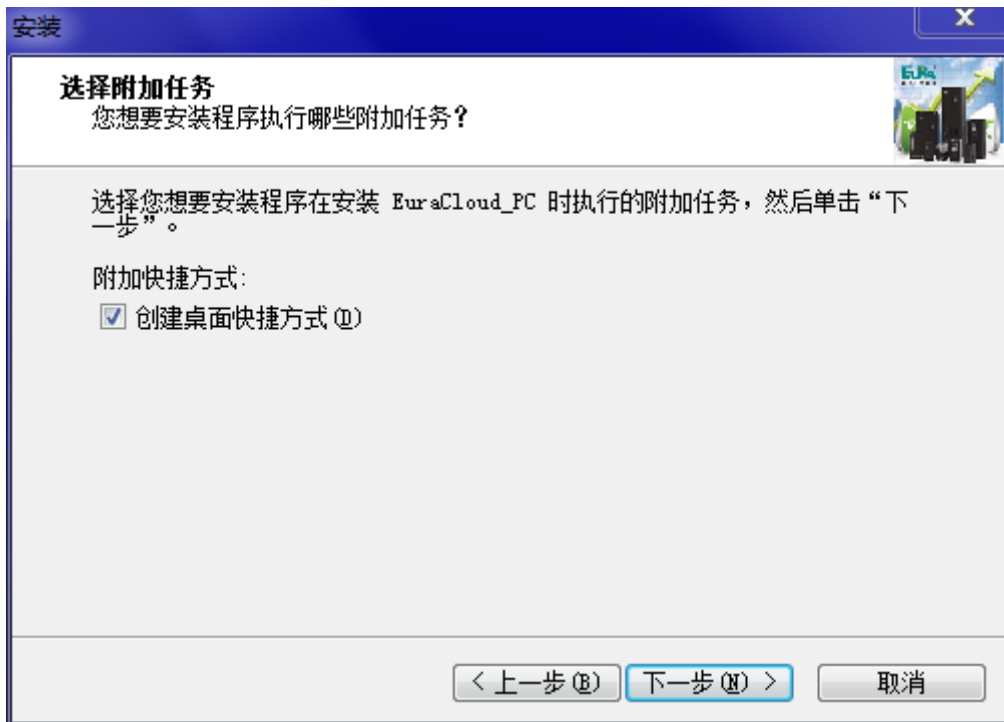 安装
X
选择附加任务
您想要安装程序执行哪些附加任务?
EURA
选择您想要安装程序在安装 EuraCloud_PC 时执行的附加任务，然后单击“下
一步”。
附加快捷方式:
创建桌面快捷方式(D)
< 上一步(B)
下一步(N) >
取消